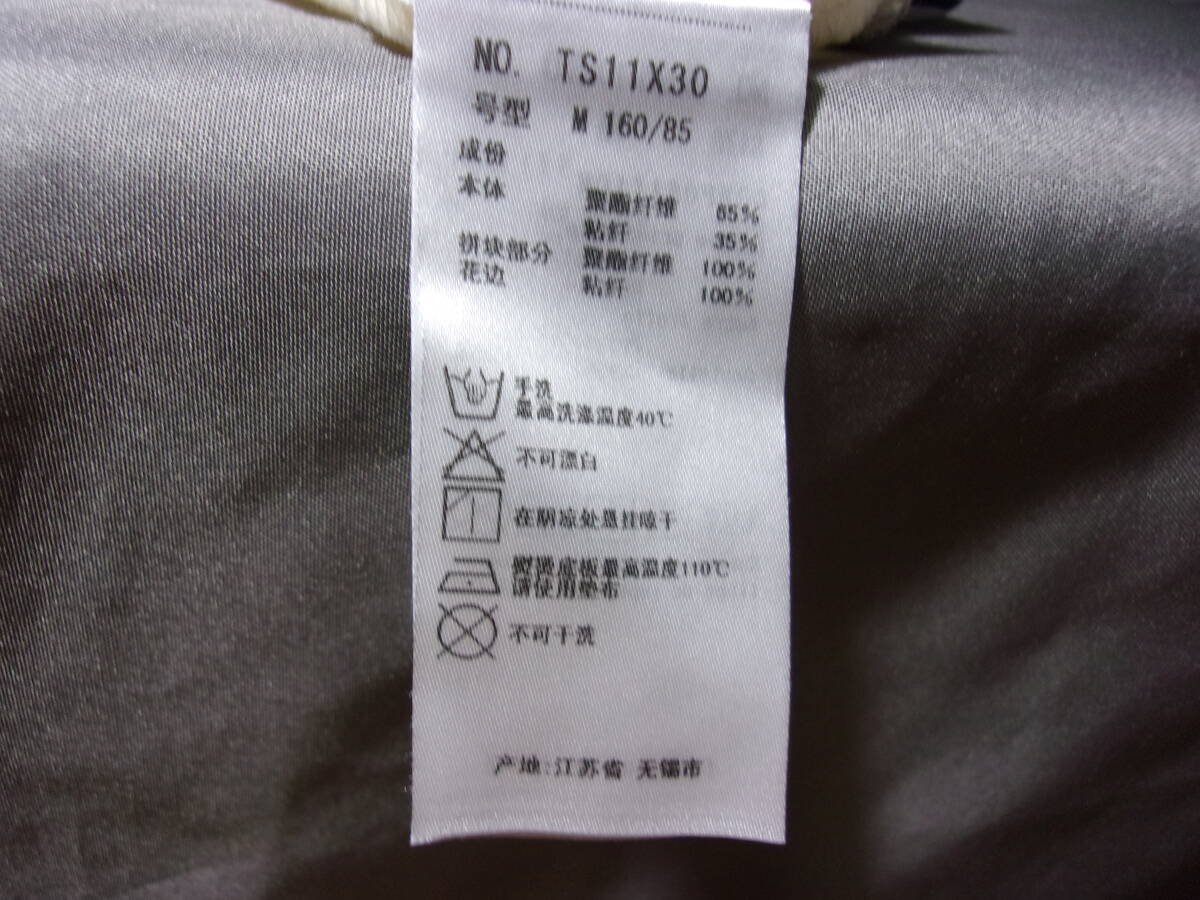 NO. TS11X30
号型 M 160/85
成份
本体 聚酯纤维 65%
粘纤 35%
拼块部分 聚酯纤维 100%
花边 粘纤 100%
手洗
最高洗涤温度40℃
不可漂白
在阴凉处悬挂晾干
熨烫底板最高温度110℃
请使用垫布
不可干洗
产地:江苏省 无锡市